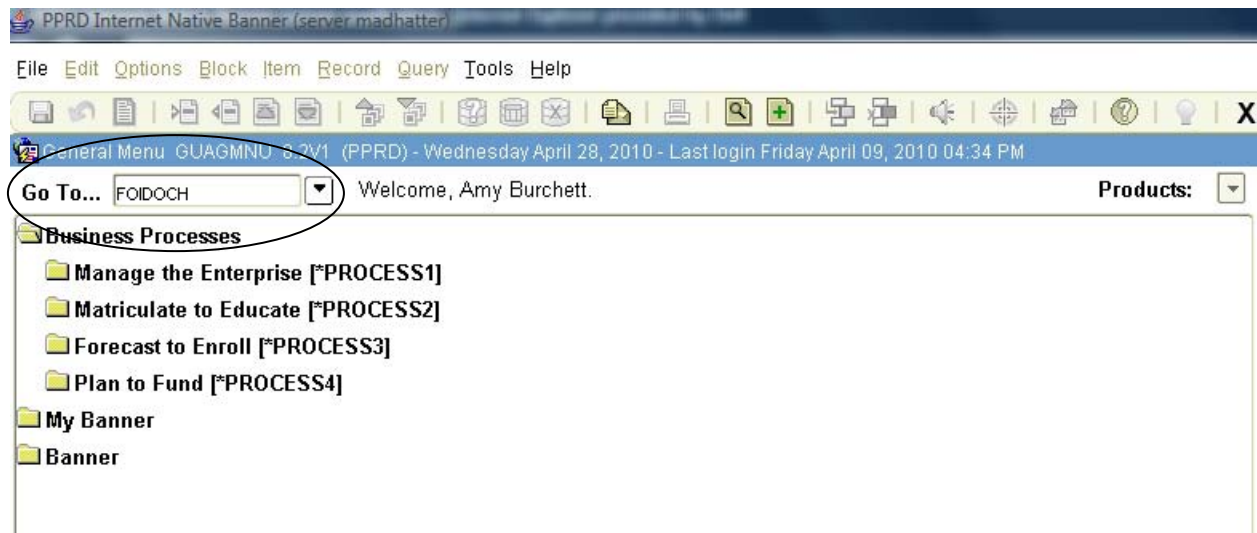 PPRD Internet Native Banner (server madhatter)
File Edit Options Block Item Record Query Tools Help
X
General Menu GUAGMNU 8.2V1 (PPRD) - Wednesday April 28, 2010 - Last login Friday April 09, 2010 04:34 PM
Go To... FOIDOCH Welcome, Amy Burchett. Products:
Business Processes
Manage the Enterprise [*PROCESS1]
Matriculate to Educate [*PROCESS2]
Forecast to Enroll [*PROCESS3]
Plan to Fund [*PROCESS4]
My Banner
Banner